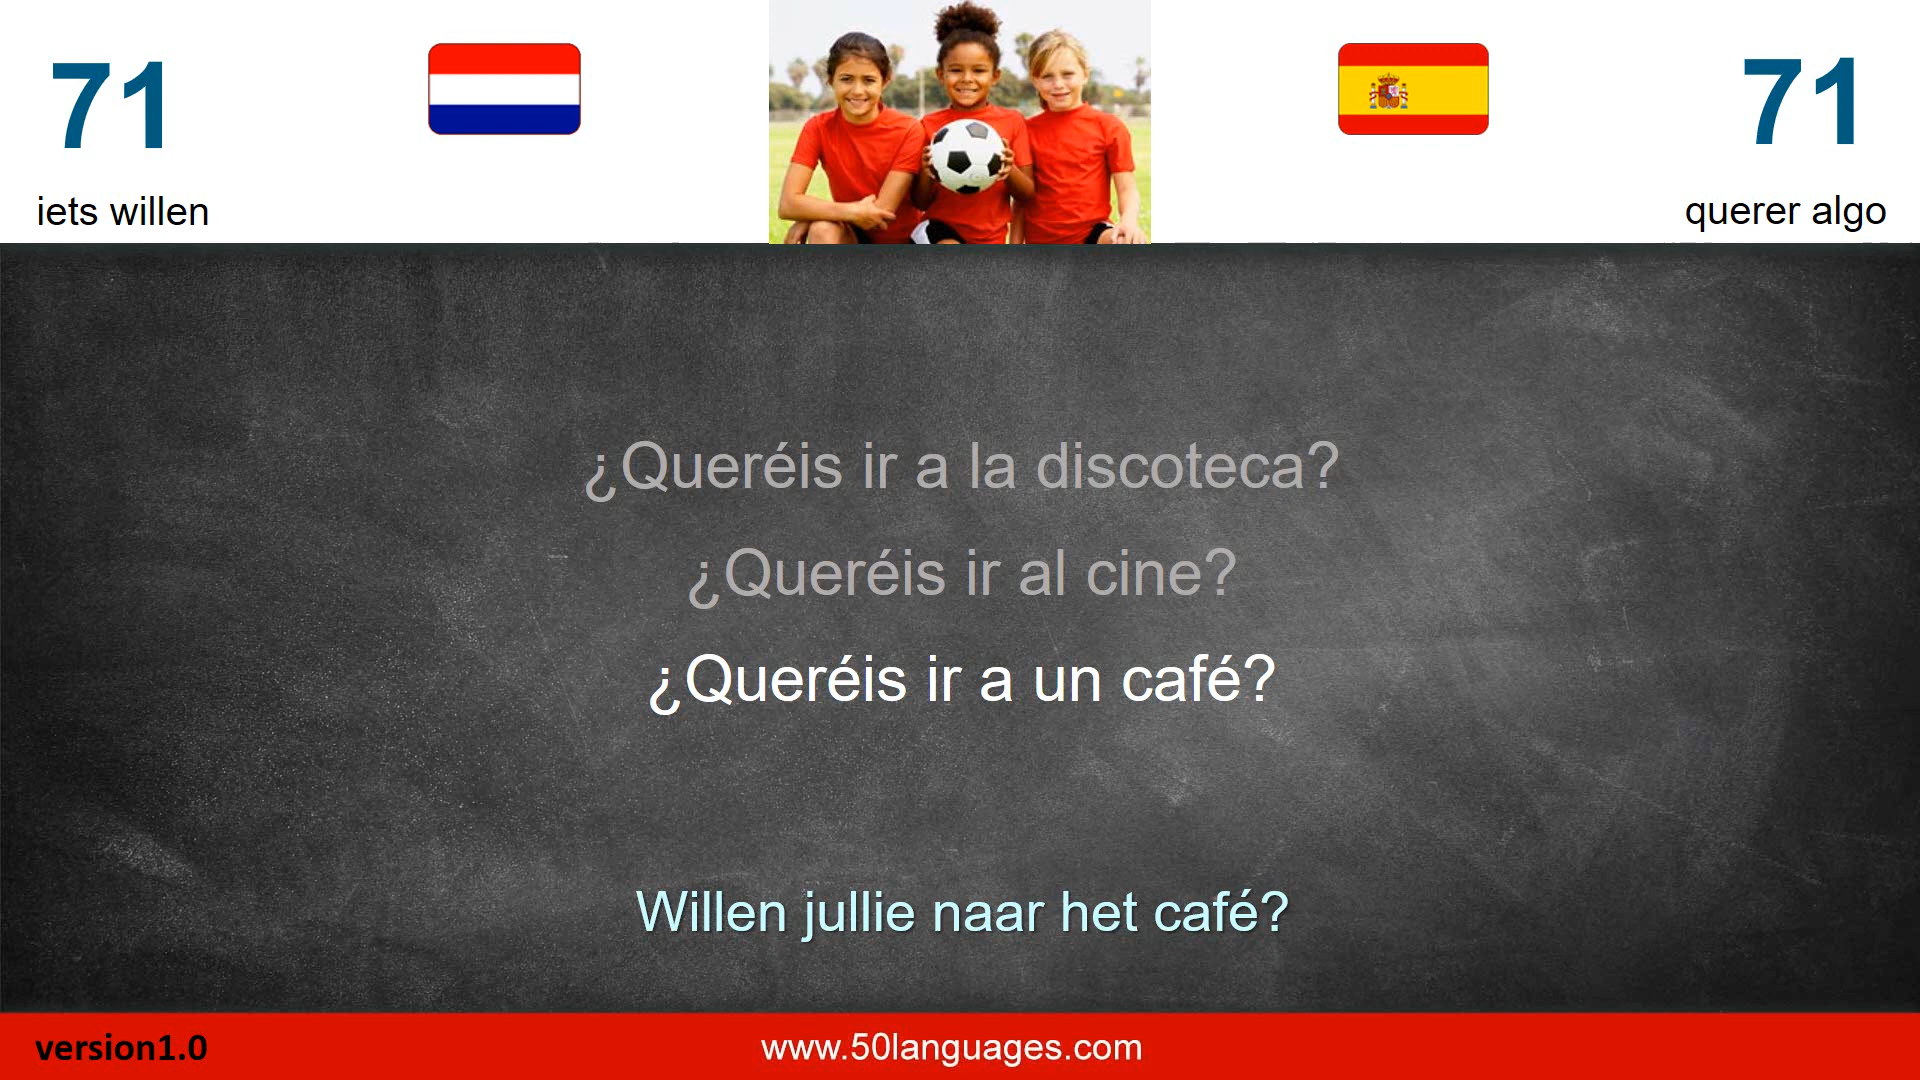 71
71
iets willen
querer algo
¿Queréis ir a la discoteca?
¿Queréis ir al cine?
¿Queréis ir a un café?
Willen jullie naar het café?
version1.0
www.50languages.com